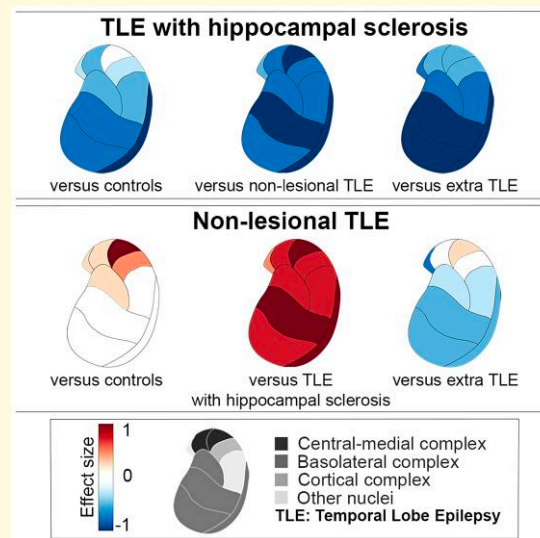 TLE with hippocampal sclerosis
versus controls
versus non-lesional TLE
versus extra TLE
Non-lesional TLE
versus controls
versus TLE
with hippocampal sclerosis
versus extra TLE
Effect size
1
0
-1
Central-medial complex
Basolateral complex
Cortical complex
Other nuclei
TLE: Temporal Lobe Epilepsy